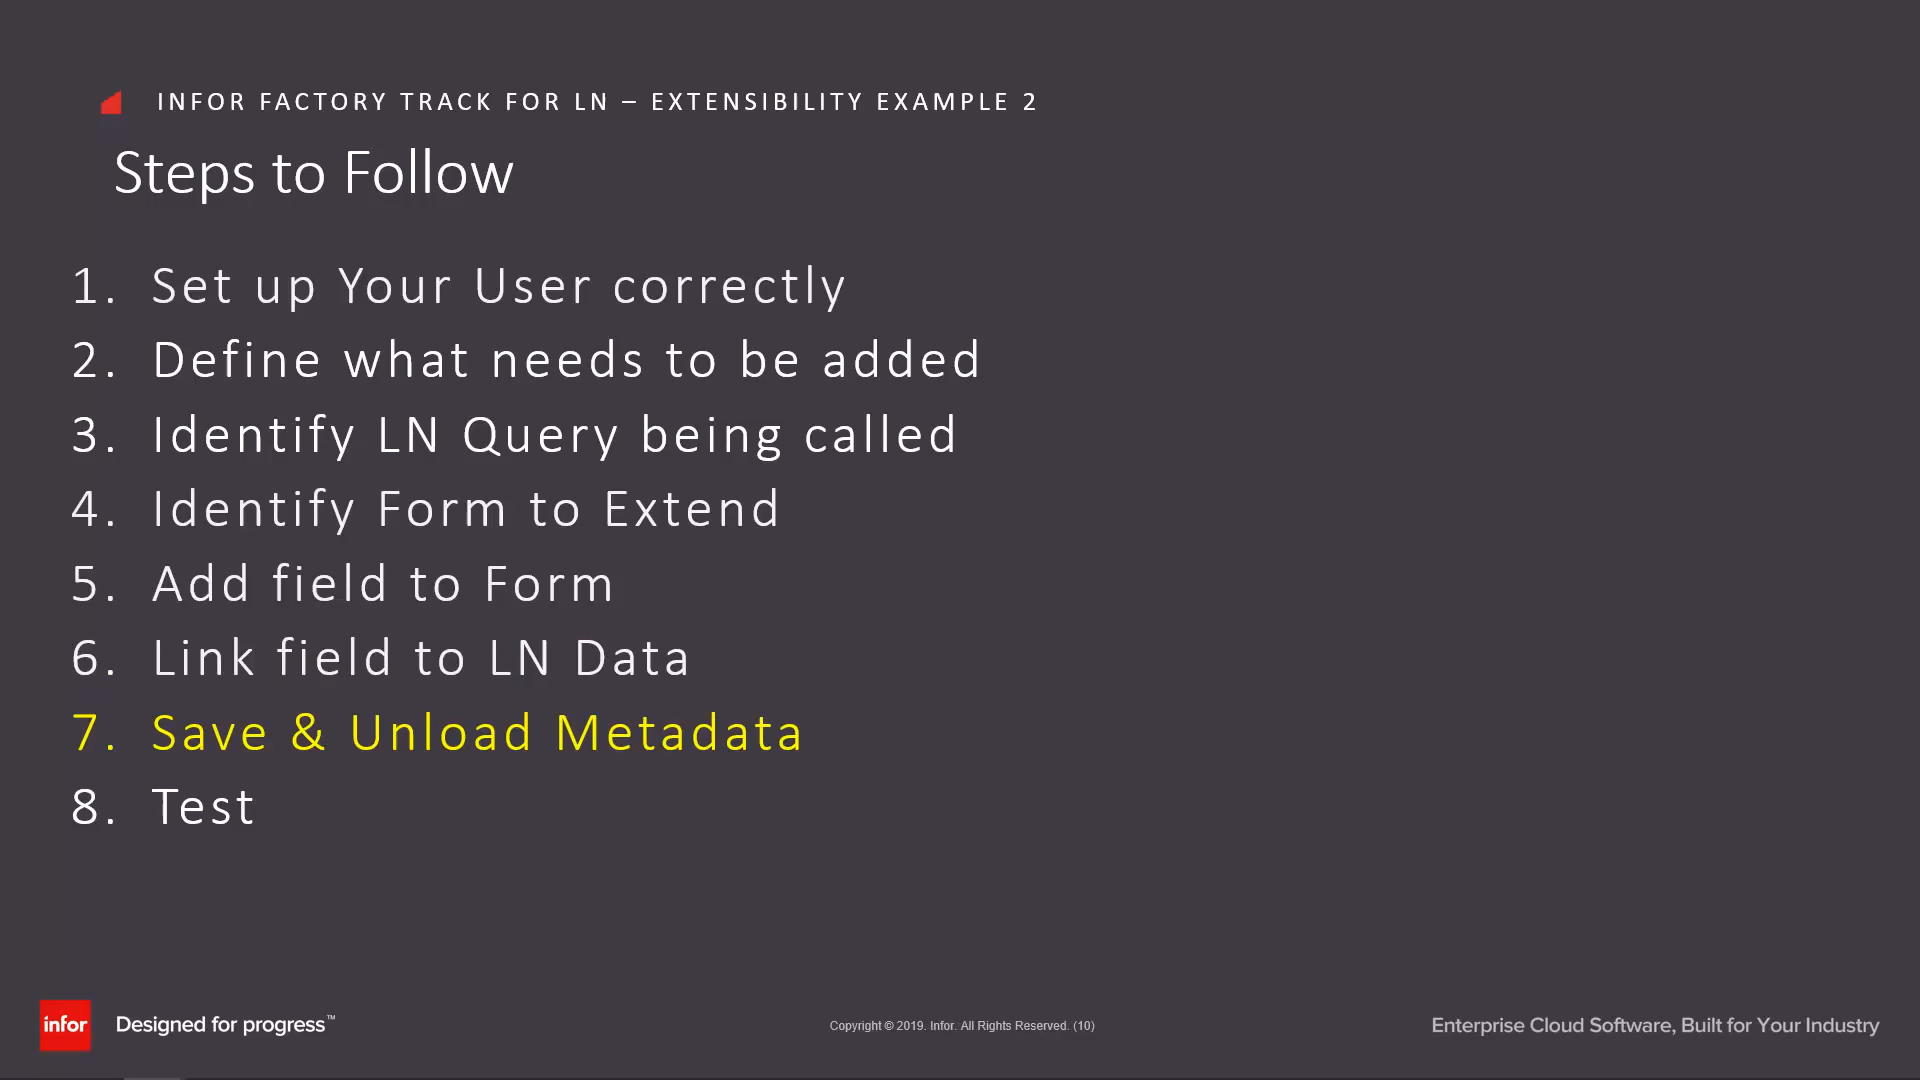 INFOR FACTORY TRACK FOR LN – EXTENSIBILITY EXAMPLE 2
Steps to Follow
1. Set up Your User correctly
2. Define what needs to be added
3. Identify LN Query being called
4. Identify Form to Extend
5. Add field to Form
6. Link field to LN Data
7. Save & Unload Metadata
8. Test
infor Designed for progress™
Copyright © 2019. Infor. All Rights Reserved. (10)
Enterprise Cloud Software, Built for Your Industry